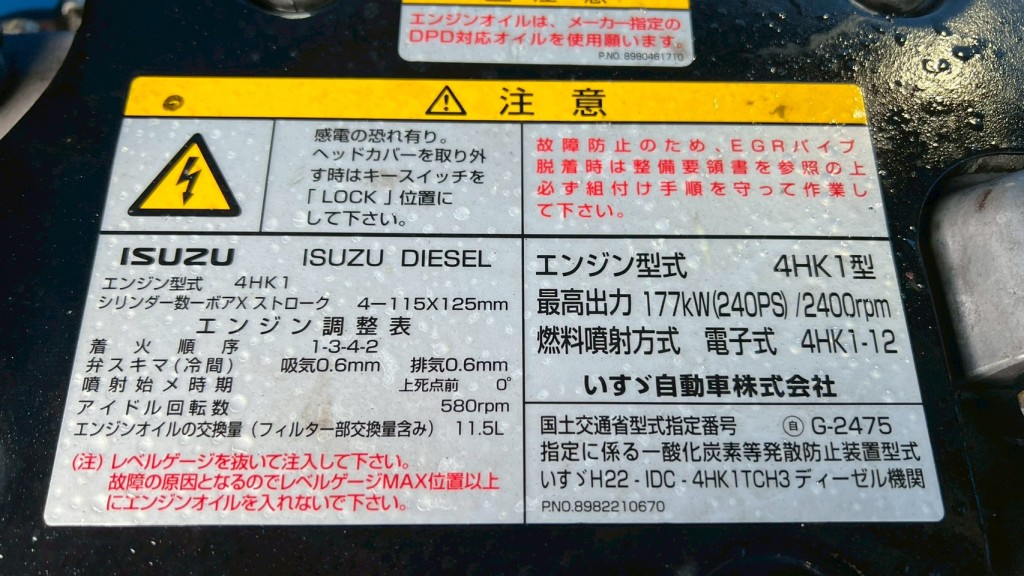 注意
エンジンオイルは、メーカー指定の
DPD対応オイルを使用願います。
P.NO.8980461710
注意
感電の恐れ有り。
ヘッドカバーを取り外
す時はキースイッチを
「LOCK」位置に
して下さい。
故障防止のため、EGRパイプ
脱着時は整備要領書を参照の上
必ず組付け手順を守って作業し
て下さい。
ISUZU ISUZU DIESEL
エンジン型式 4HK1
シリンダー数ーボアXストローク 4-115X125mm
エンジン調整表
着火順序 1-3-4-2
弁スキマ(冷間) 吸気0.6mm 排気0.6mm
噴射始メ時期 上死点前 0°
アイドル回転数 580rpm
エンジンオイルの交換量(フィルター部交換量含み) 11.5L
(注)レベルゲージを抜いて注入して下さい。
故障の原因となるのでレベルゲージMAX位置以上
にエンジンオイルを入れないで下さい。
エンジン型式 4HK1型
最高出力 177kW(240PS)/2400rpm
燃料噴射方式 電子式 4HK1-12
いすゞ自動車株式会社
国土交通省型式指定番号 ㊀自 G-2475
指定に係る一酸化炭素等発散防止装置型式
いすゞH22-IDC-4HK1TCH3ディーゼル機関
P.NO.8982210670